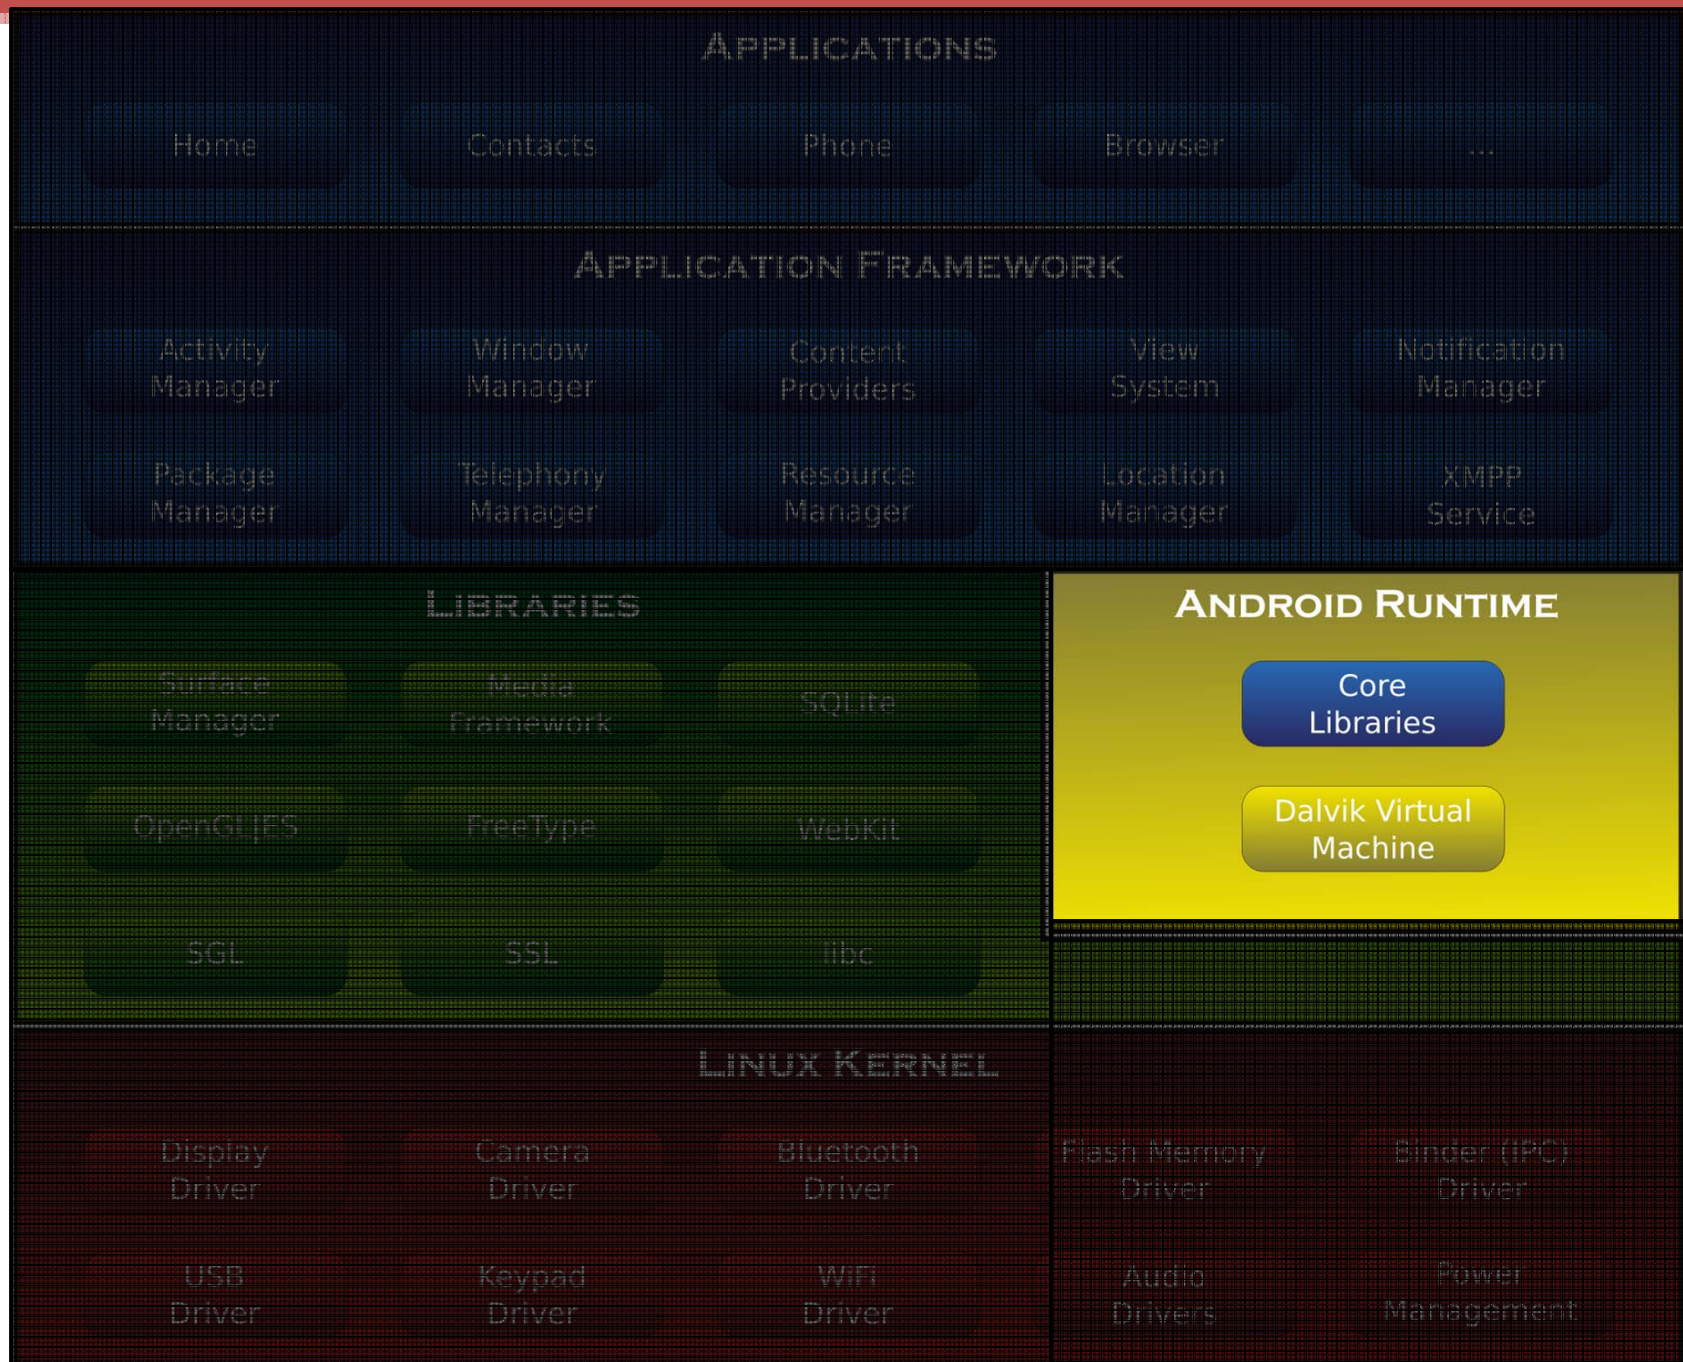 APPLICATIONS
Home Contacts Phone Browser ...
APPLICATION FRAMEWORK
Activity Manager
Window Manager
Content Providers
View System
Notification Manager
Package Manager
Telephony Manager
Resource Manager
Location Manager
XMPP Service
LIBRARIES
Surface Manager
Media Framework
SQLite
OpenGL|ES
FreeType
WebKit
SGL
SSL
libc
ANDROID RUNTIME
Core Libraries
Dalvik Virtual Machine
LINUX KERNEL
Display Driver
Camera Driver
Bluetooth Driver
Flash Memory Driver
Binder (IPC) Driver
USB Driver
Keypad Driver
WiFi Driver
Audio Drivers
Power Management